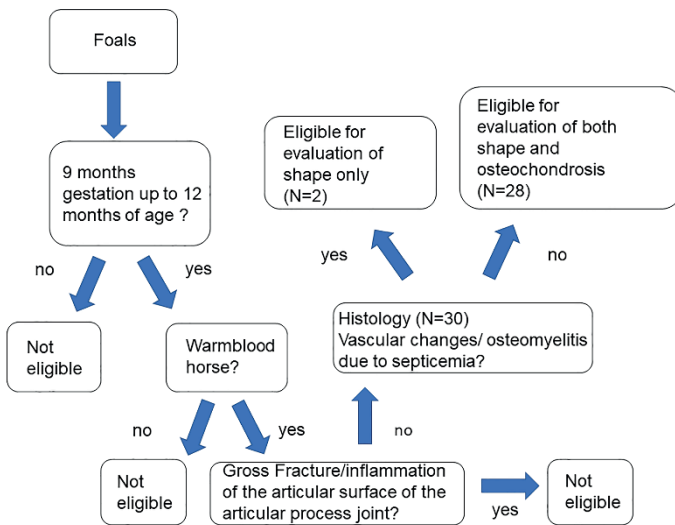 Foals
9 months
gestation up to 12
months of age ?
no
yes
Not
eligible
Warmblood
horse?
no
yes
Not
eligible
Gross Fracture/inflammation
of the articular surface of the
articular process joint?
yes
Not
eligible
no
Histology (N=30)
Vascular changes/ osteomyelitis
due to septicemia?
yes
no
Eligible for
evaluation of
shape only
(N=2)
Eligible for
evaluation of both
shape and
osteochondrosis
(N=28)